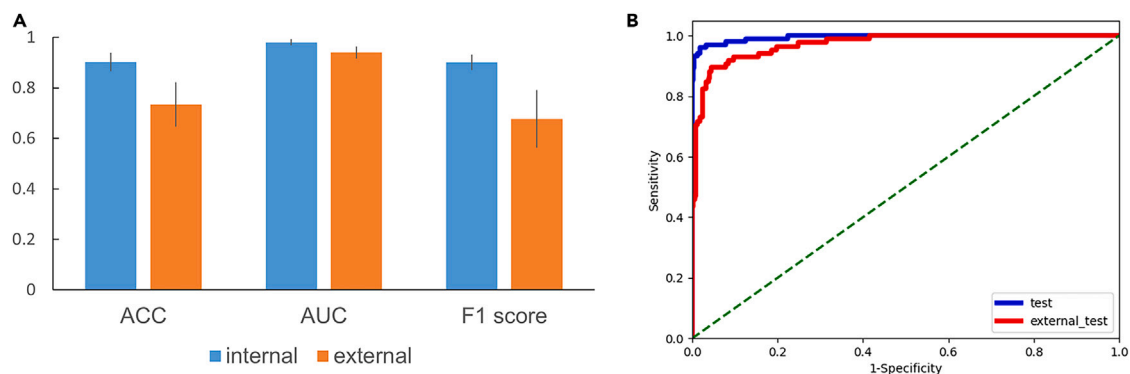 A
1
0.8
0.6
0.4
0.2
0
ACC AUC F1 score
internal external
B
1.0
0.8
0.6
0.4
0.2
0.0
Sensitivity
0.0 0.2 0.4 0.6 0.8 1.0
1-Specificity
test
external_test